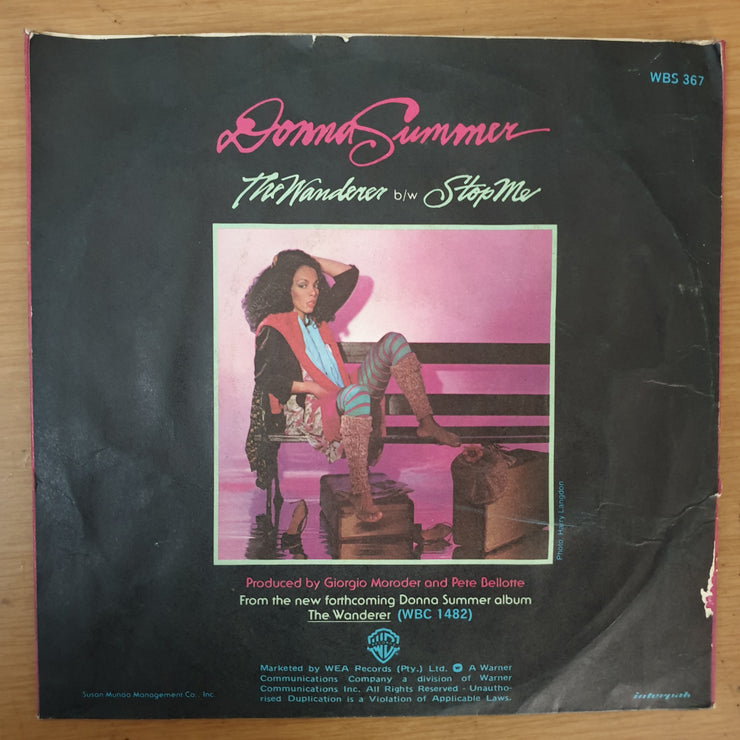 WBS 367
Donna Summer
The Wanderer b/w Stop Me
Photo: Harry Langdon
Produced by Giorgio Moroder and Pete Bellotte
From the new forthcoming Donna Summer album
The Wanderer (WBC 1482)
Marketed by WEA Records (Pty.) Ltd. A Warner
Communications Company a division of Warner
Communications Inc. All Rights Reserved - Unautho-
rised Duplication is a Violation of Applicable Laws.
Susan Munao Management Co., Inc.
interpak